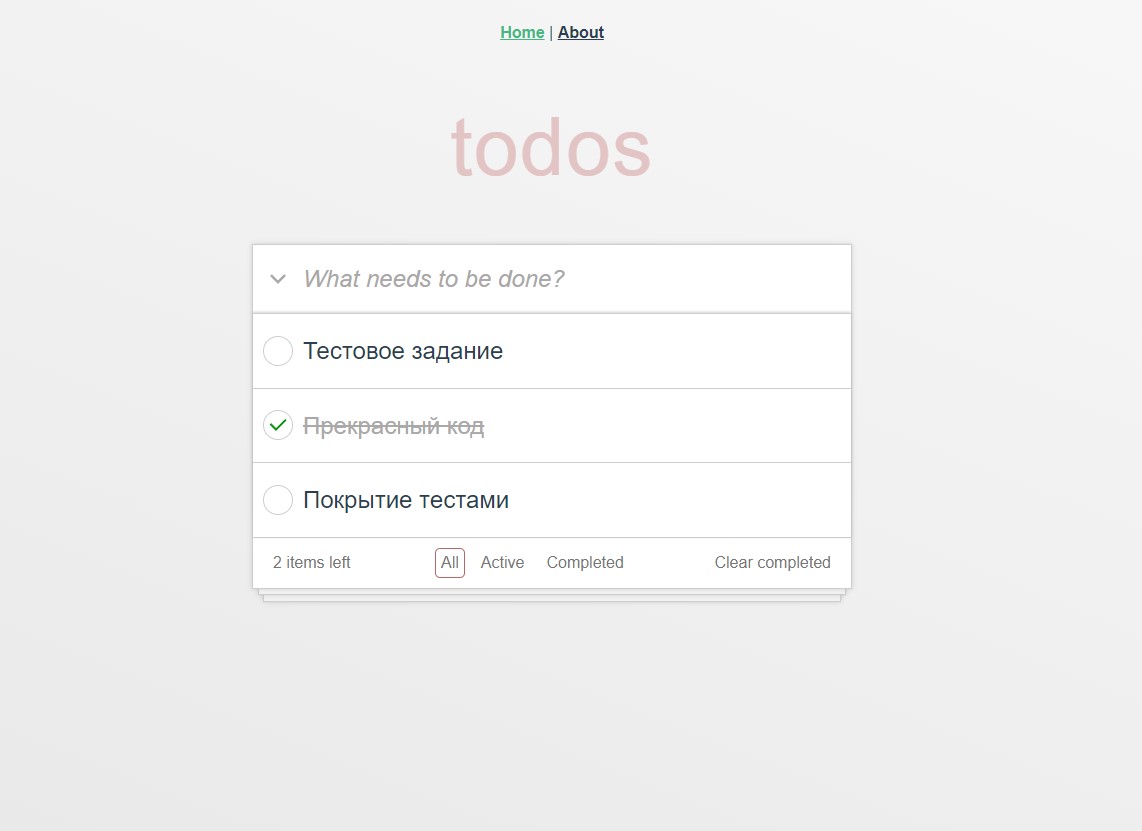 Home | About
todos
What needs to be done?
Тестовое задание
Прекрасный код
Покрытие тестами
2 items left All Active Completed Clear completed